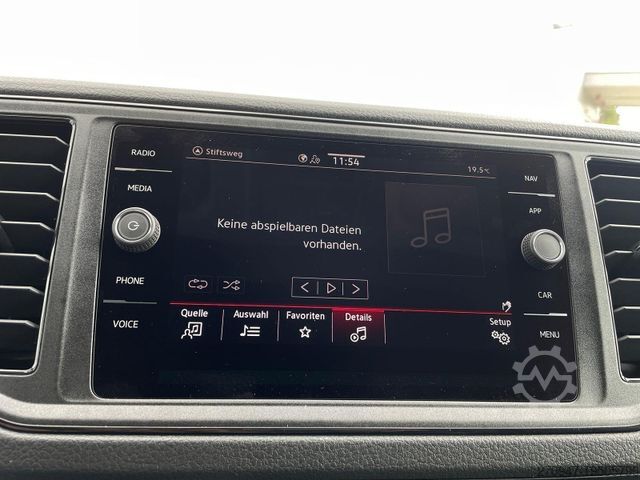 RADIO
MEDIA
PHONE
VOICE
Stiftsweg
11:54
19.5°C
Keine abspielbaren Dateien
vorhanden.
Quelle
Auswahl
Favoriten
Details
Setup
NAV
APP
CAR
MENU